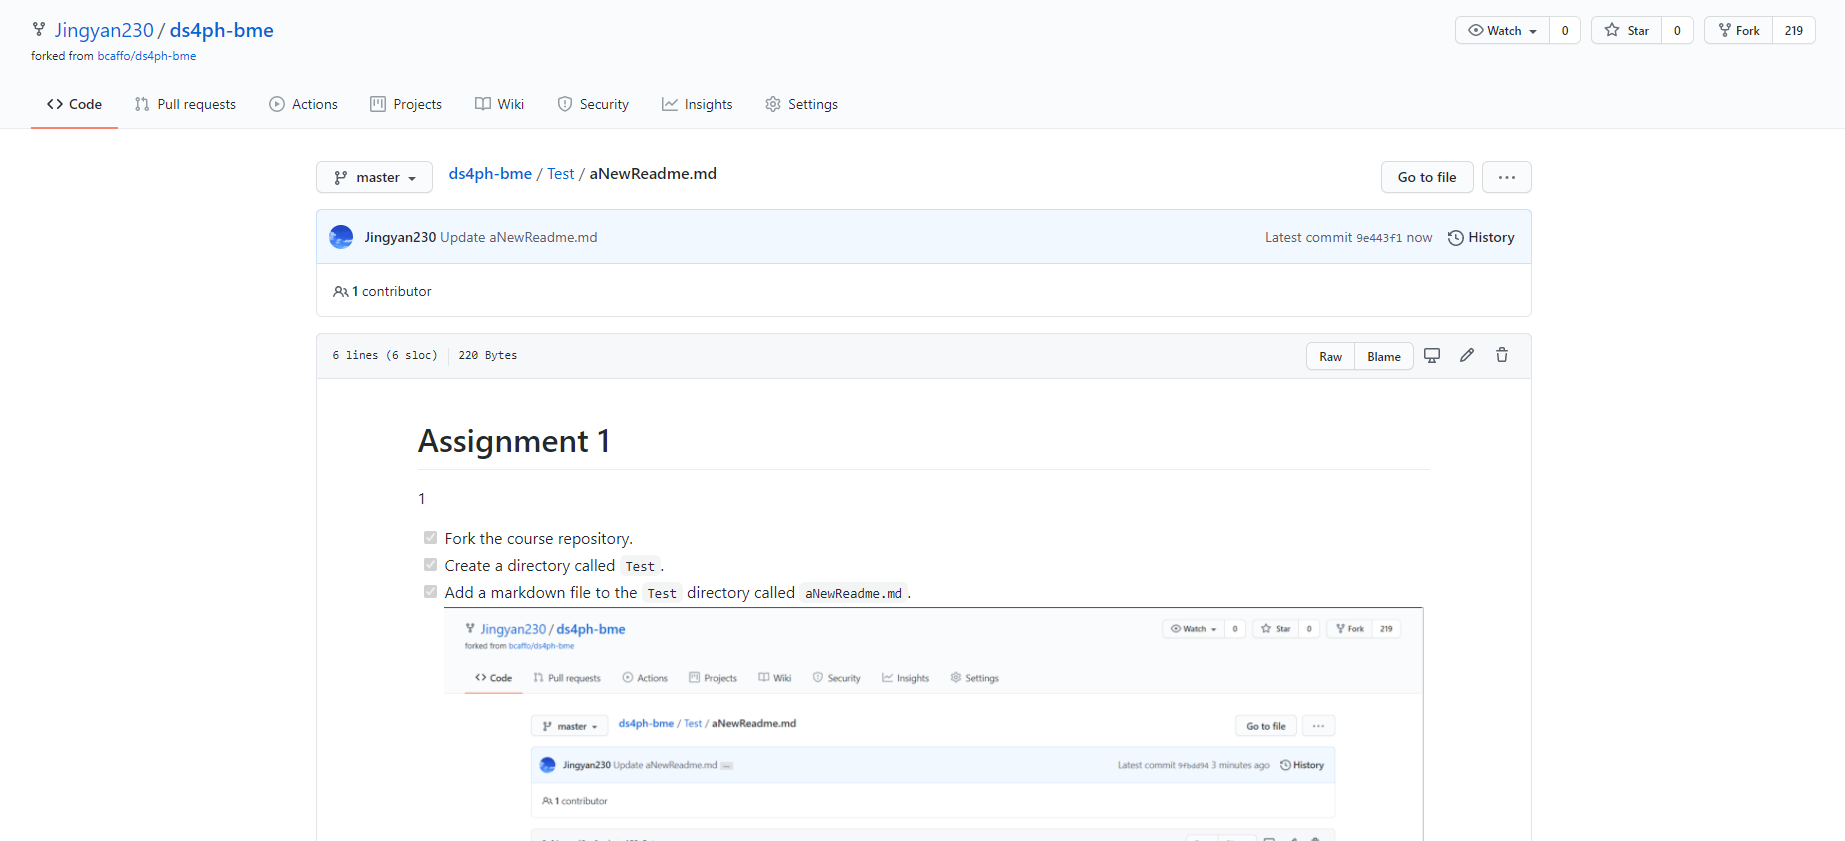 Jingyan230 / ds4ph-bme
Watch 0 Star 0 Fork 219
forked from bcaffo/ds4ph-bme
Code Pull requests Actions Projects Wiki Security Insights Settings
master ds4ph-bme / Test / aNewReadme.md Go to file ...
Jingyan230 Update aNewReadme.md Latest commit 9e443f1 now History
1 contributor
6 lines (6 sloc) 220 Bytes Raw Blame
Assignment 1
1
Fork the course repository.
Create a directory called Test.
Add a markdown file to the Test directory called aNewReadme.md.
Jingyan230 / ds4ph-bme
Watch 0 Star 0 Fork 219
forked from bcaffo/ds4ph-bme
Code Pull requests Actions Projects Wiki Security Insights Settings
master ds4ph-bme / Test / aNewReadme.md Go to file ...
Jingyan230 Update aNewReadme.md ... Latest commit 9fbdd94 3 minutes ago History
1 contributor